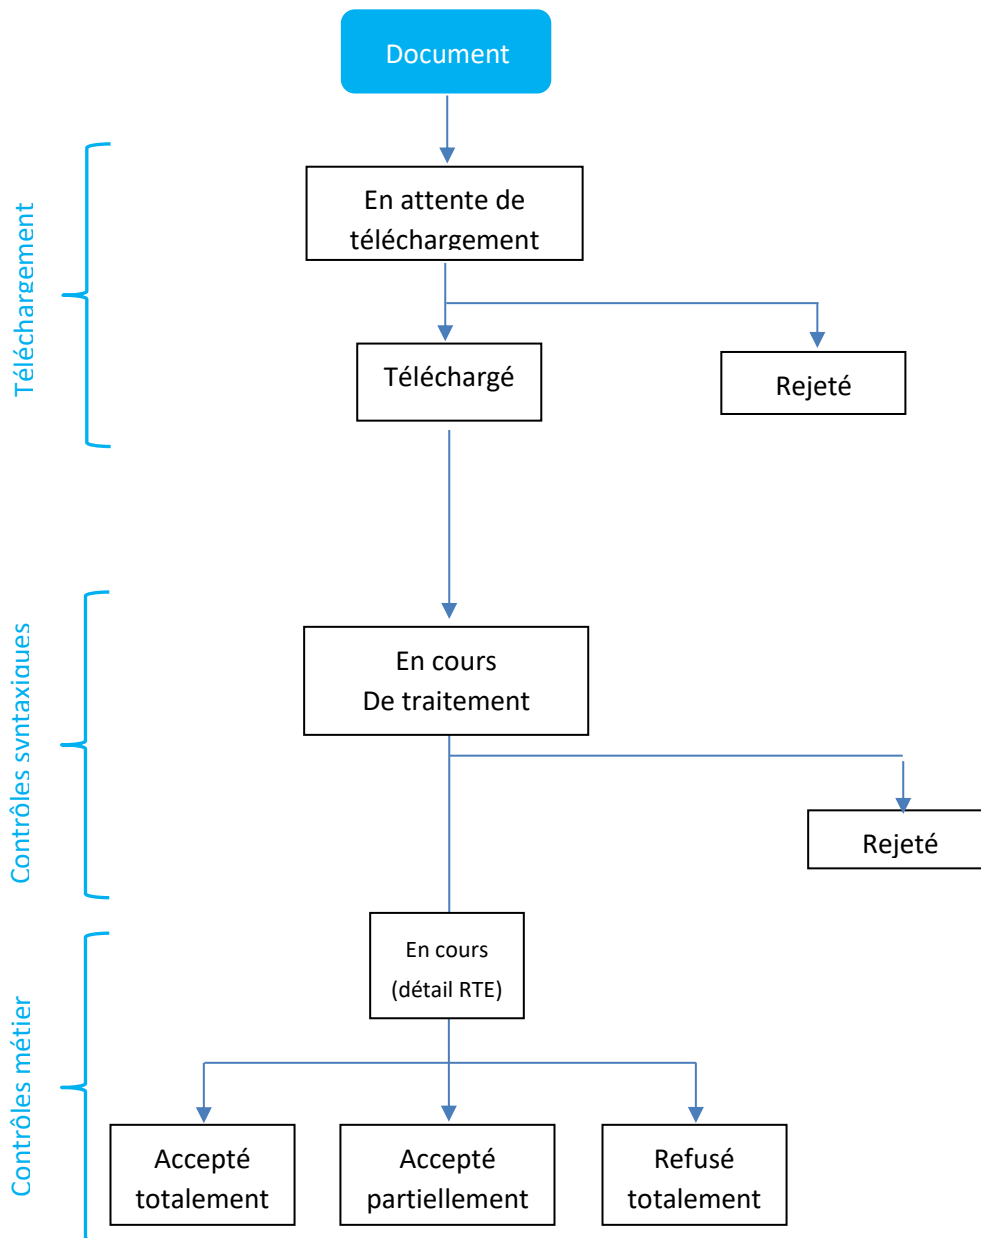 Document
En attente de
téléchargement
Téléchargement
Téléchargé
Rejeté
En cours
De traitement
Contrôles syntaxiques
Rejeté
En cours
(détail RTE)
Contrôles métier
Accepté
totalement
Accepté
partiellement
Refusé
totalement